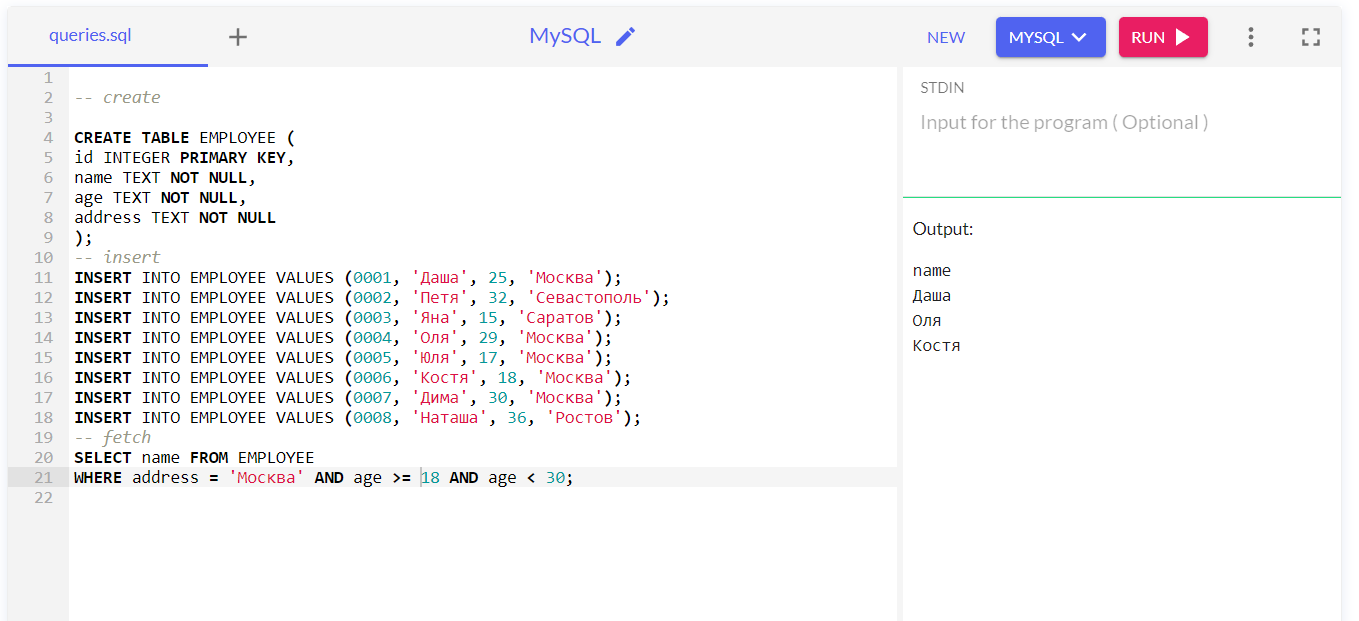 queries.sql + MySQL NEW MYSQL RUN
1
2 -- create
3
4 CREATE TABLE EMPLOYEE (
5 id INTEGER PRIMARY KEY,
6 name TEXT NOT NULL,
7 age TEXT NOT NULL,
8 address TEXT NOT NULL
9 );
10 -- insert
11 INSERT INTO EMPLOYEE VALUES (0001, 'Даша', 25, 'Москва');
12 INSERT INTO EMPLOYEE VALUES (0002, 'Петя', 32, 'Севастополь');
13 INSERT INTO EMPLOYEE VALUES (0003, 'Яна', 15, 'Саратов');
14 INSERT INTO EMPLOYEE VALUES (0004, 'Оля', 29, 'Москва');
15 INSERT INTO EMPLOYEE VALUES (0005, 'Юля', 17, 'Москва');
16 INSERT INTO EMPLOYEE VALUES (0006, 'Костя', 18, 'Москва');
17 INSERT INTO EMPLOYEE VALUES (0007, 'Дима', 30, 'Москва');
18 INSERT INTO EMPLOYEE VALUES (0008, 'Наташа', 36, 'Ростов');
19 -- fetch
20 SELECT name FROM EMPLOYEE
21 WHERE address = 'Москва' AND age >= 18 AND age < 30;
22
STDIN
Input for the program ( Optional )
Output:
name
Даша
Оля
Костя